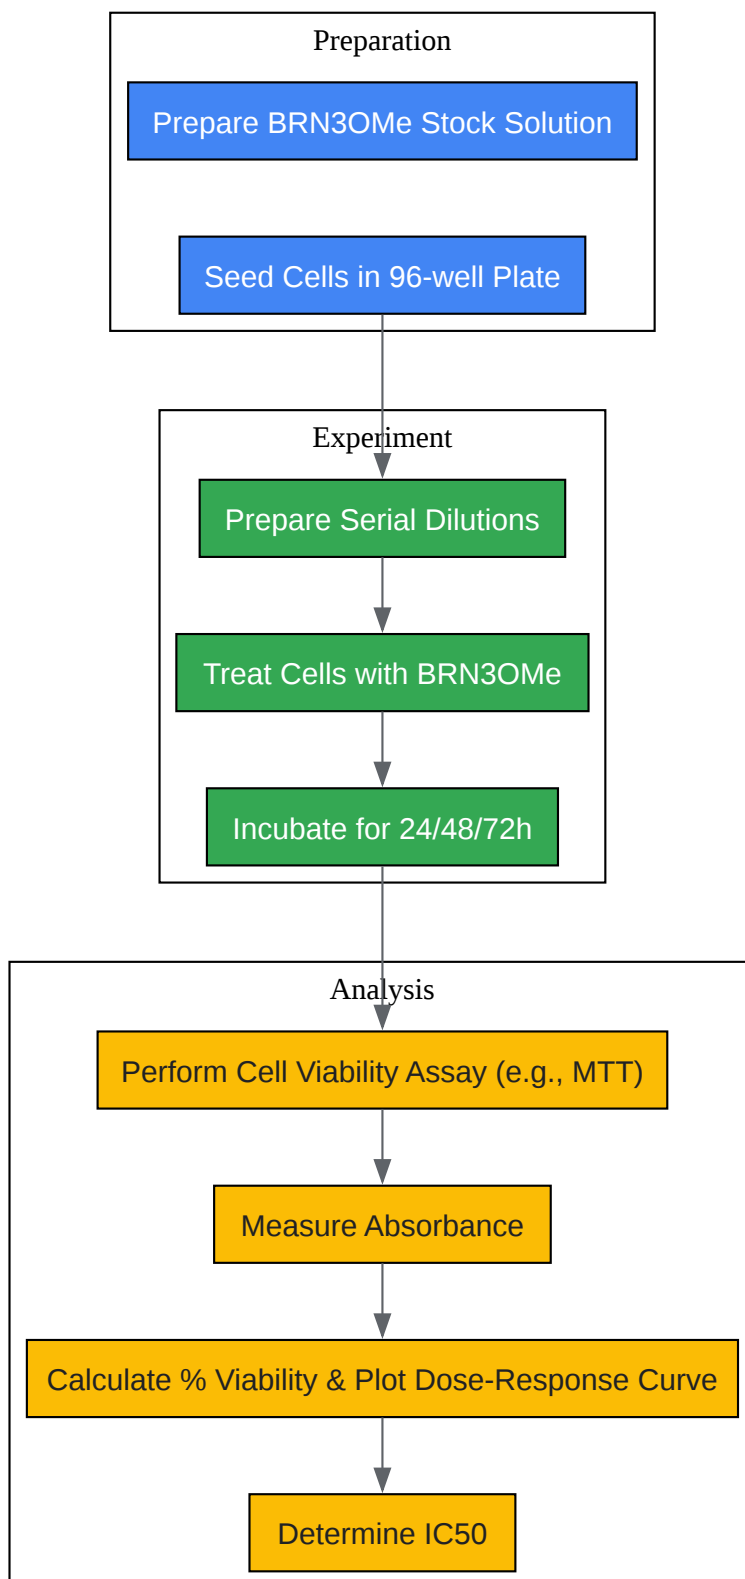 Preparation
Prepare BRN3OMe Stock Solution
Seed Cells in 96-well Plate
Experiment
Prepare Serial Dilutions
Treat Cells with BRN3OMe
Incubate for 24/48/72h
Analysis
Perform Cell Viability Assay (e.g., MTT)
Measure Absorbance
Calculate % Viability & Plot Dose-Response Curve
Determine IC50